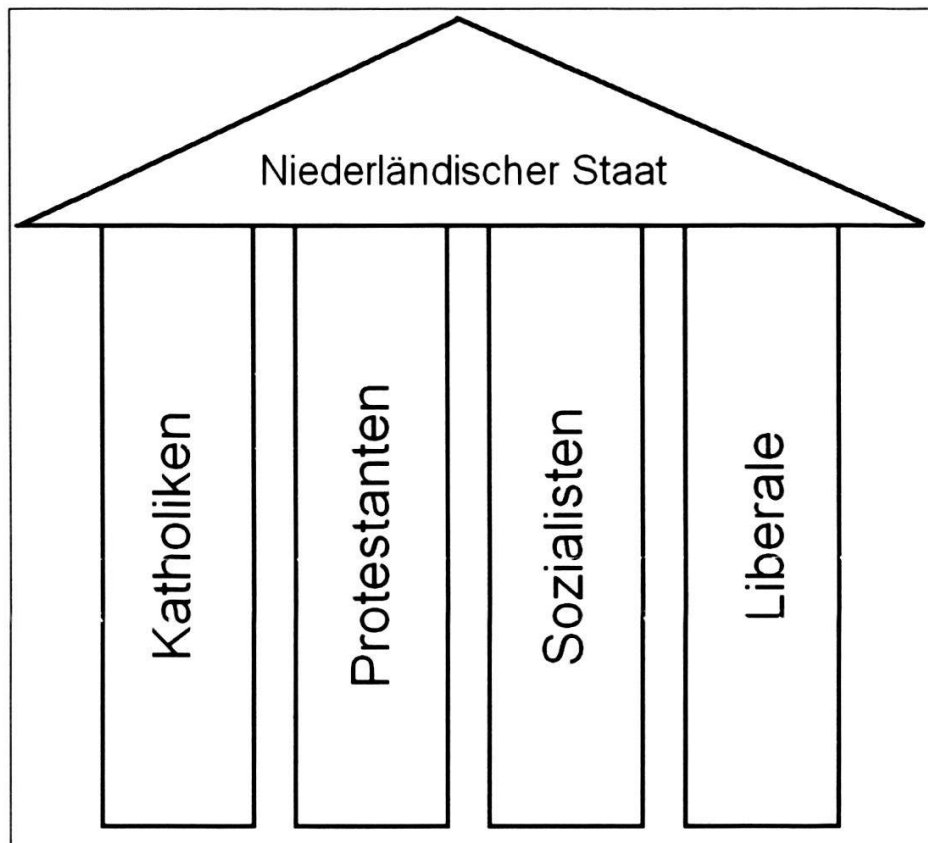 Niederländischer Staat
Katholiken
Protestanten
Sozialisten
Liberale